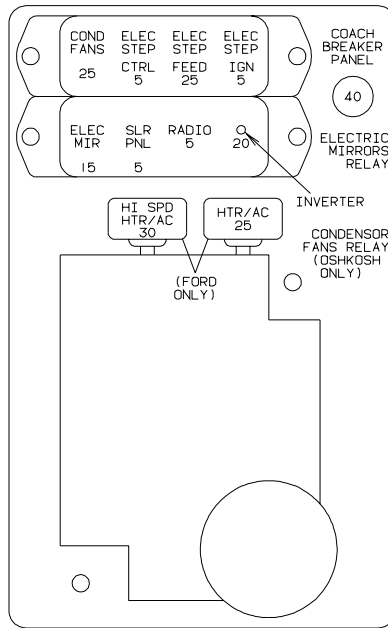 COND ELEC ELEC ELEC
FANS STEP STEP STEP
CTRL FEED IGN
25 5 25 5
COACH
BREAKER
PANEL
40
ELEC SLR RADIO
MIR PNL 5 20
15 5
ELECTRIC
MIRRORS
RELAY
INVERTER
HI SPD
HTR/AC
30
HTR/AC
25
(FORD
ONLY)
CONDENSOR
FANS RELAY
(OSHKOSH
ONLY)